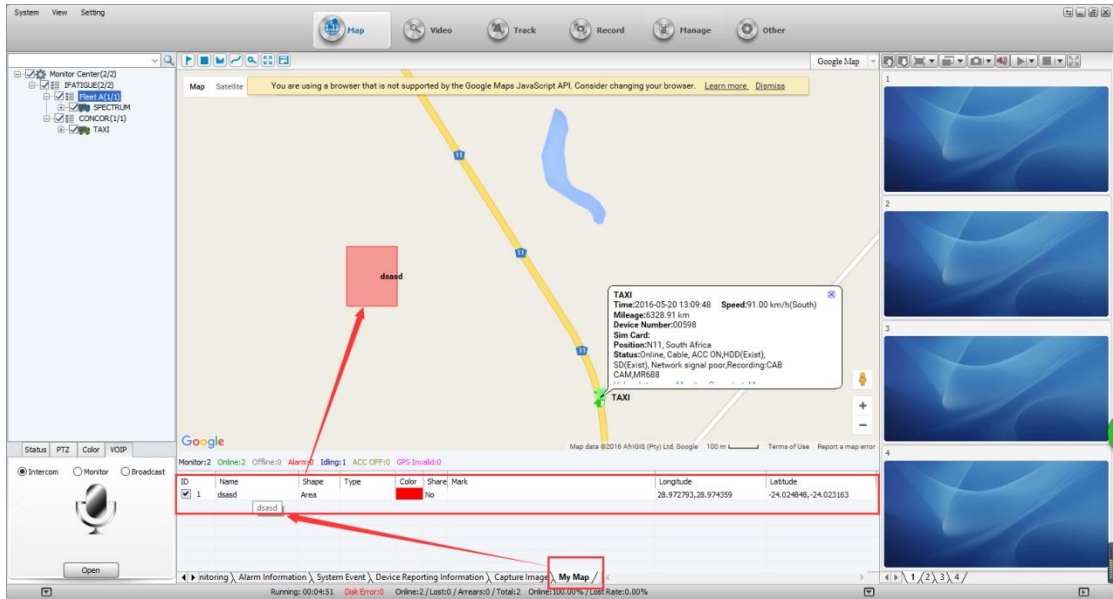 System View Setting
Map Video Track Record Manage Other
Google Map
Monitor Center(2/2)
IFATIGUE(2/2)
Fleet A(1/1)
SPECTRUM
CONCOR(1/1)
TAXI
Map Satellite
You are using a browser that is not supported by the Google Maps JavaScript API. Consider changing your browser. Learn more Dismiss
11
11
11
dsasd
TAXI
Time:2016-05-20 13:09:48 Speed:91.00 km/h(South)
Mileage:6328.91 km
Device Number:00598
Sim Card:
Position:N11, South Africa
Status:Online, Cable, ACC ON,HDD(Exist),
SD(Exist), Network signal poor,Recording:CAB
CAM,MR688
TAXI
Google
Map data ©2016 AfriGIS (Pty) Ltd, Google 100 m Terms of Use Report a map error
1
2
3
4
Status PTZ Color VOIP
Intercom Monitor Broadcast
Open
Monitor:2 Online:2 Offline:0 Alarm:0 Idling:1 ACC OFF:0 GPS Invalid:0
ID Name Shape Type Color Share Mark Longitude Latitude
1 dsasd Area No 28.972793,28.974359 -24.024848,-24.023163
dsasd
nitoring Alarm Information System Event Device Reporting Information Capture Image My Map
1 2 3 4
Running: 00:04:51 Disk Error:0 Online:2 / Lost:0 / Arrears:0 / Total:2 Online:100.00% / Lost Rate:0.00%